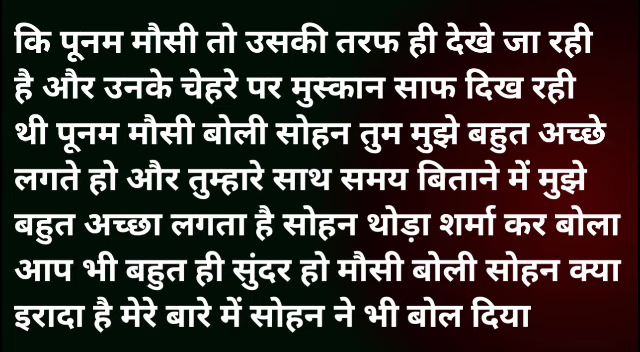 कि पूनम मौसी तो उसकी तरफ ही देखे जा रही
है और उनके चेहरे पर मुस्कान साफ दिख रही
थी पूनम मौसी बोली सोहन तुम मुझे बहुत अच्छे
लगते हो और तुम्हारे साथ समय बिताने में मुझे
बहुत अच्छा लगता है सोहन थोड़ा शर्मा कर बोला
आप भी बहुत ही सुंदर हो मौसी बोली सोहन क्या
इरादा है मेरे बारे में सोहन ने भी बोल दिया